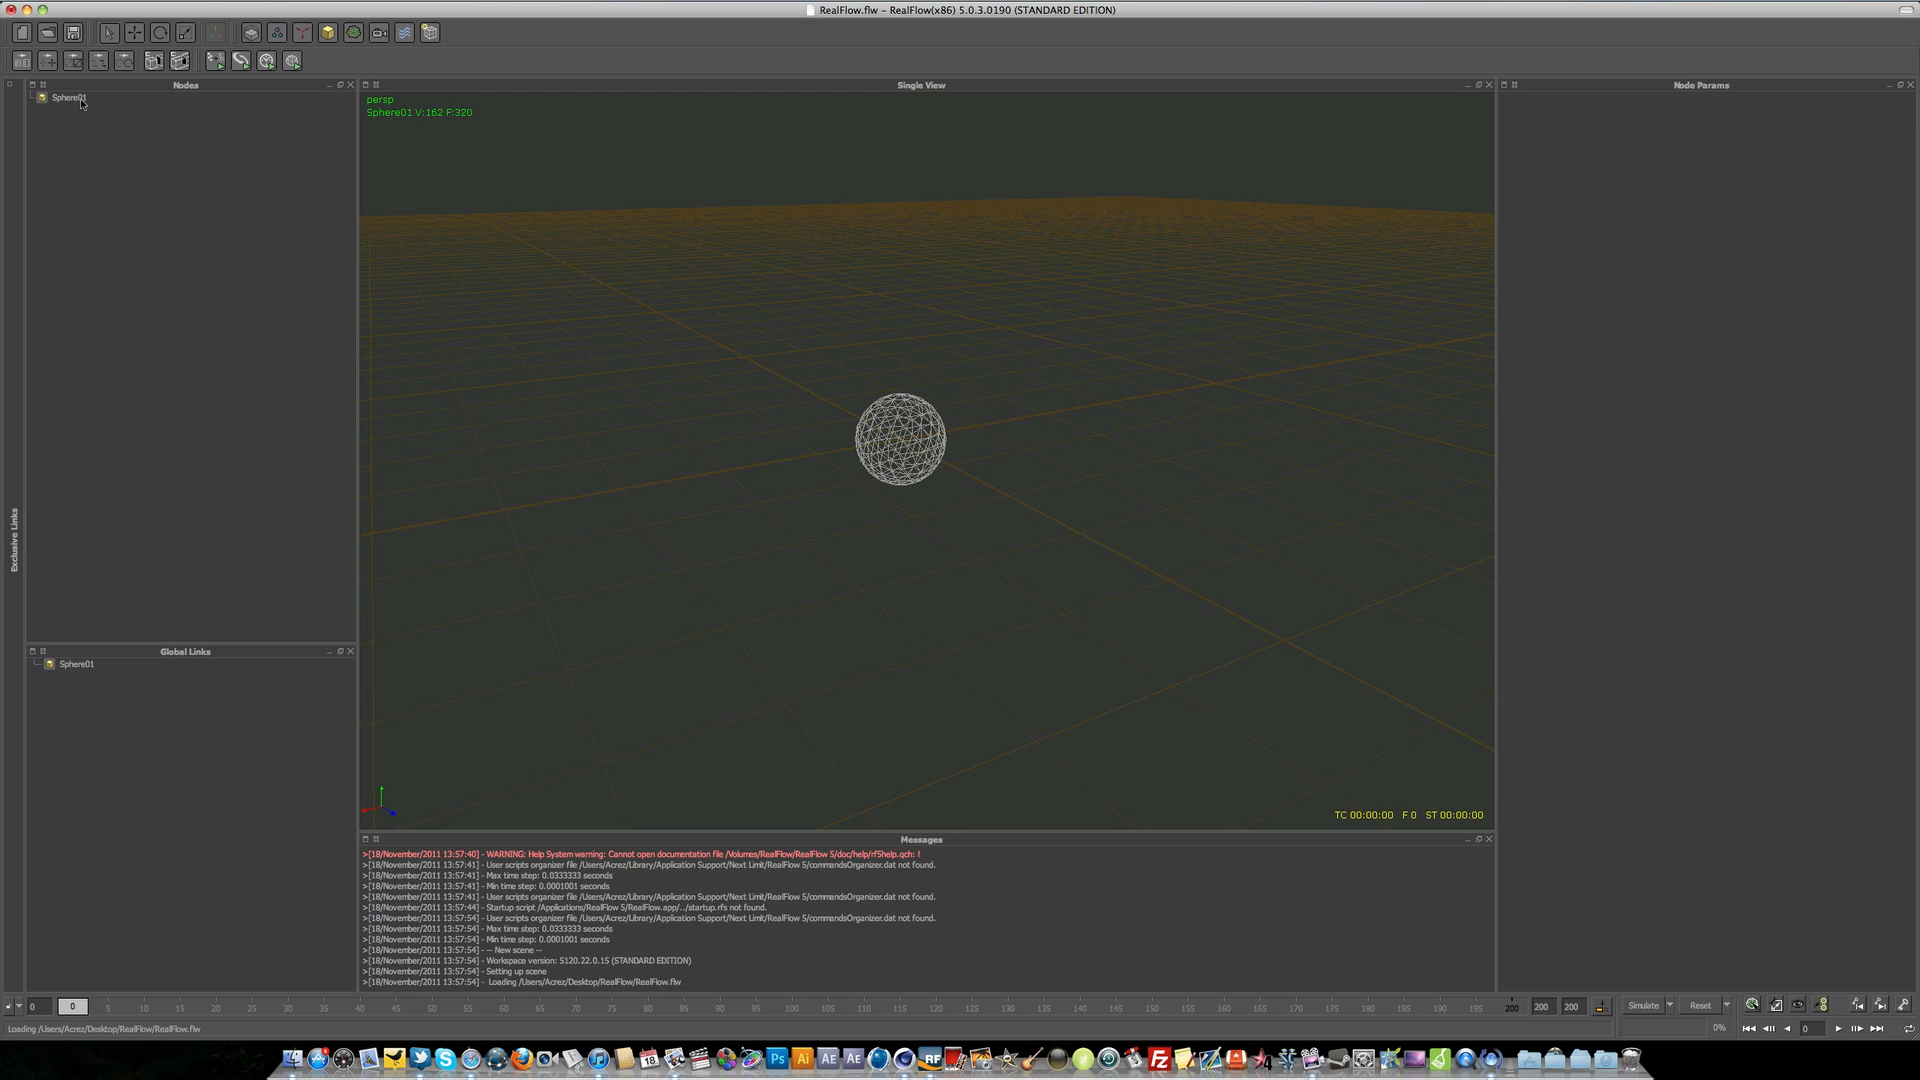 RealFlow.flw - RealFlow(x86) 5.0.3.0190 (STANDARD EDITION)
Nodes
Single View
Node Params
Sphere01
persp
Sphere01 V:162 F:320
Exclusive Links
Global Links
Sphere01
TC 00:00:00 F 0 ST 00:00:00
Messages
>[18/November/2011 13:57:40] - WARNING: Help System warning: Cannot open documentation file /Volumes/RealFlow/RealFlow 5/doc/help/rf5help.qch: !
>[18/November/2011 13:57:41] - User scripts organizer file /Users/Acrez/Library/Application Support/Next Limit/RealFlow 5/commandsOrganizer.dat not found.
>[18/November/2011 13:57:41] - Max time step: 0.0333333 seconds
>[18/November/2011 13:57:41] - Min time step: 0.0001001 seconds
>[18/November/2011 13:57:41] - User scripts organizer file /Users/Acrez/Library/Application Support/Next Limit/RealFlow 5/commandsOrganizer.dat not found.
>[18/November/2011 13:57:44] - Startup script /Applications/RealFlow 5/RealFlow.app/../startup.rfs not found.
>[18/November/2011 13:57:54] - User scripts organizer file /Users/Acrez/Library/Application Support/Next Limit/RealFlow 5/commandsOrganizer.dat not found.
>[18/November/2011 13:57:54] - Max time step: 0.0333333 seconds
>[18/November/2011 13:57:54] - Min time step: 0.0001001 seconds
>[18/November/2011 13:57:54] - -- New scene --
>[18/November/2011 13:57:54] - Workspace version: 5120.22.0.15 (STANDARD EDITION)
>[18/November/2011 13:57:54] - Setting up scene
>[18/November/2011 13:57:54] - Loading /Users/Acrez/Desktop/RealFlow/RealFlow.flw
0 0 5 10 15 20 25 30 35 40 45 50 55 60 65 70 75 80 85 90 95 100 105 110 115 120 125 130 135 140 145 150 155 160 165 170 175 180 185 190 195 200 200 200 Simulate Reset
Loading /Users/Acrez/Desktop/RealFlow/RealFlow.flw 0% 0
18 Ps Ai AE AE RF Fz